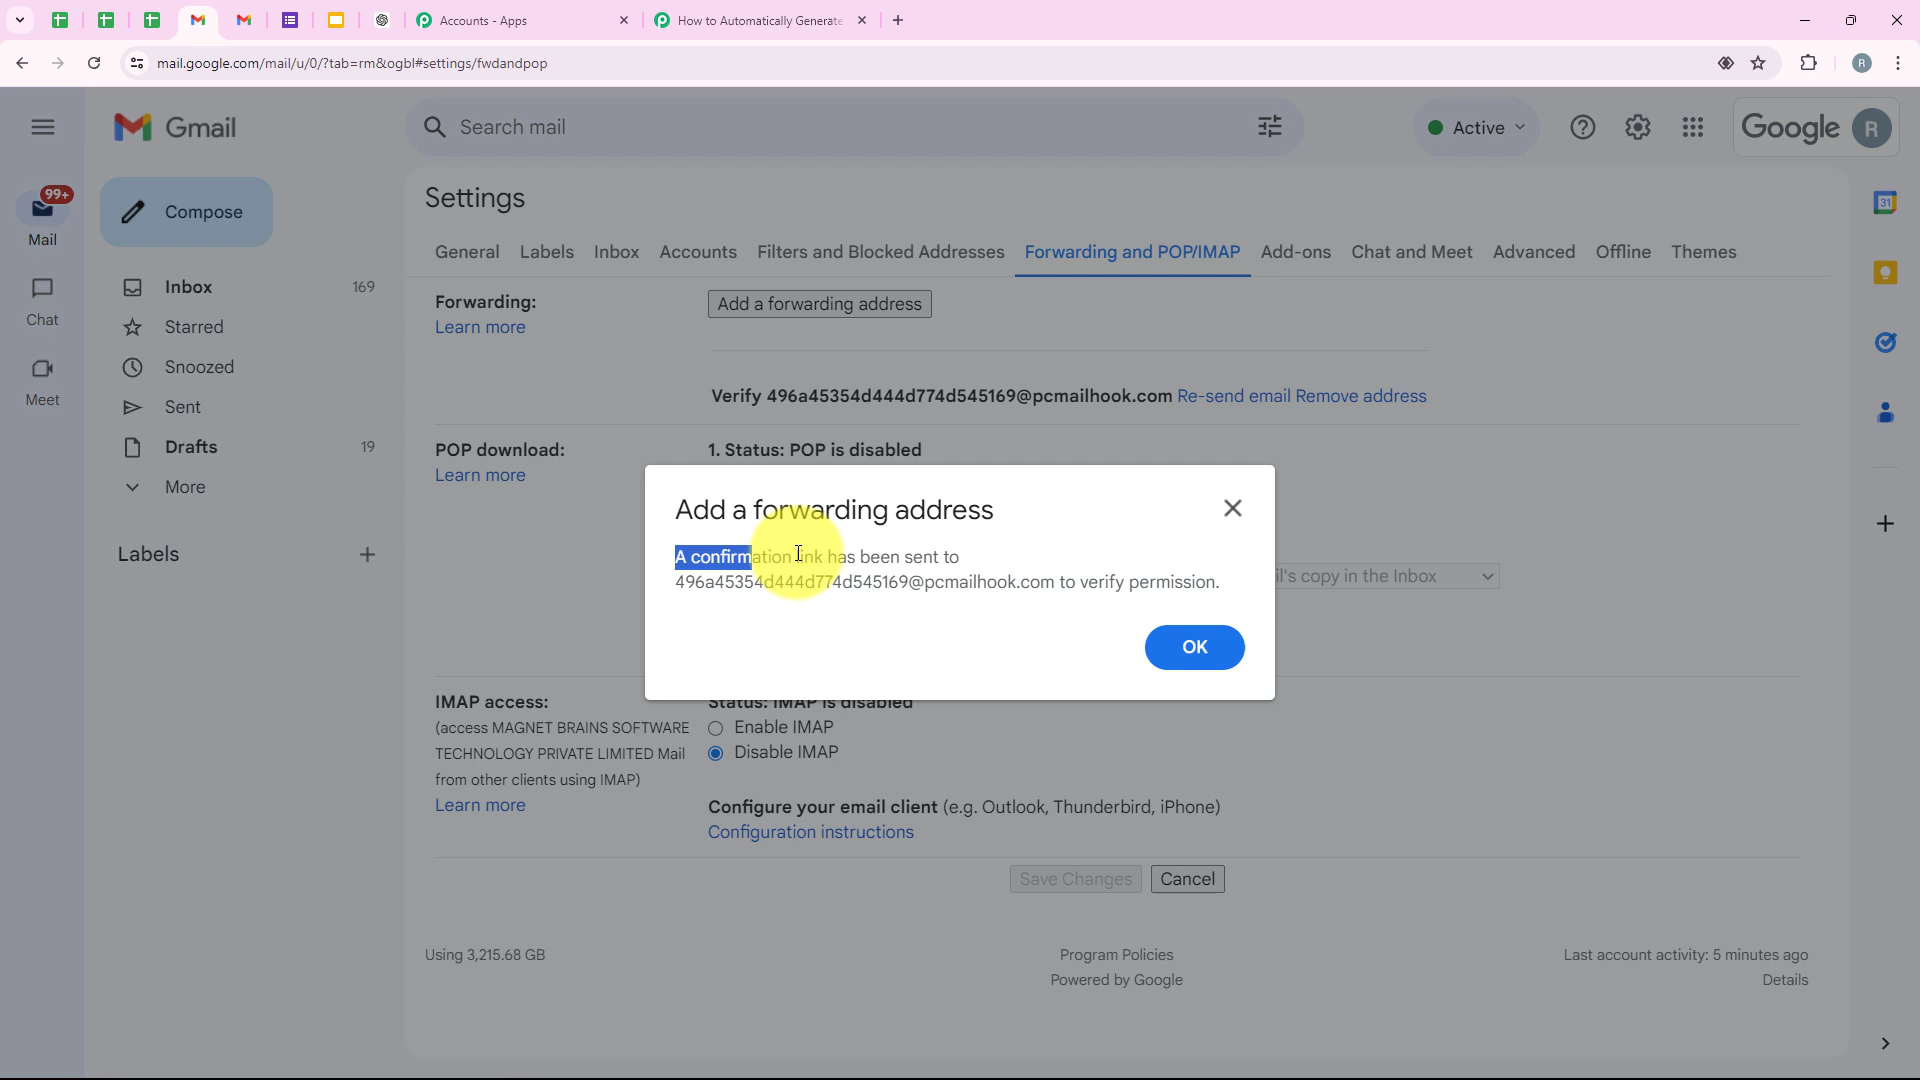 Accounts - Apps
How to Automatically Generate
mail.google.com/mail/u/0/?tab=rm&ogbl#settings/fwdandpop
R
Gmail
Search mail
Active
Google
R
99+
Mail
Chat
Meet
Compose
Inbox 169
Starred
Snoozed
Sent
Drafts 19
More
Labels
Settings
General Labels Inbox Accounts Filters and Blocked Addresses Forwarding and POP/IMAP Add-ons Chat and Meet Advanced Offline Themes
Forwarding:
Learn more
Add a forwarding address
Verify 496a45354d444d774d545169@pcmailhook.com Re-send email Remove address
POP download:
Learn more
1. Status: POP is disabled
Add a forwarding address
A confirmation link has been sent to
496a45354d444d774d545169@pcmailhook.com to verify permission.
OK
il's copy in the Inbox
IMAP access:
(access MAGNET BRAINS SOFTWARE
TECHNOLOGY PRIVATE LIMITED Mail
from other clients using IMAP)
Learn more
Status: IMAP is disabled
Enable IMAP
Disable IMAP
Configure your email client (e.g. Outlook, Thunderbird, iPhone)
Configuration instructions
Save Changes Cancel
Using 3,215.68 GB
Program Policies
Powered by Google
Last account activity: 5 minutes ago
Details
31